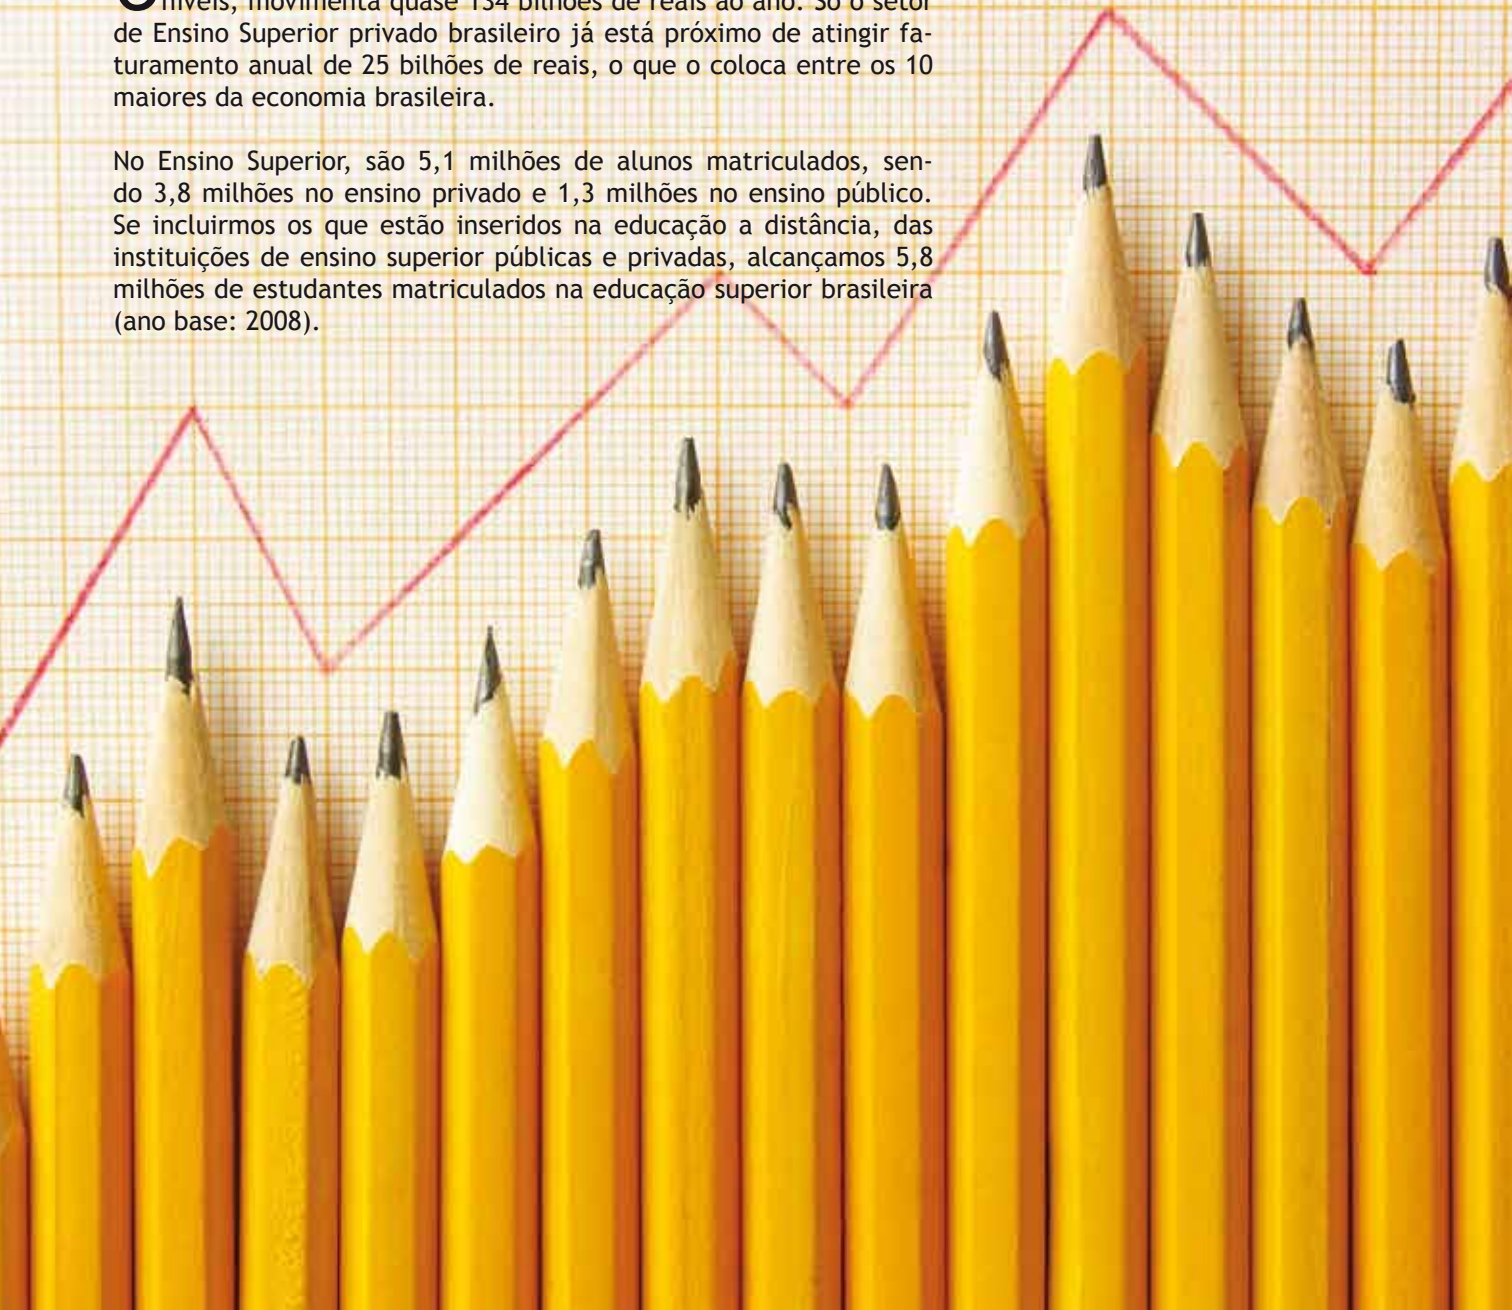 níveis, movimenta quase 134 bilhões de reais ao ano. Só o setor
de Ensino Superior privado brasileiro já está próximo de atingir fa-
turamento anual de 25 bilhões de reais, o que o coloca entre os 10
maiores da economia brasileira.
No Ensino Superior, são 5,1 milhões de alunos matriculados, sen-
do 3,8 milhões no ensino privado e 1,3 milhões no ensino público.
Se incluirmos os que estão inseridos na educação a distância, das
instituições de ensino superior públicas e privadas, alcançamos 5,8
milhões de estudantes matriculados na educação superior brasileira
(ano base: 2008).